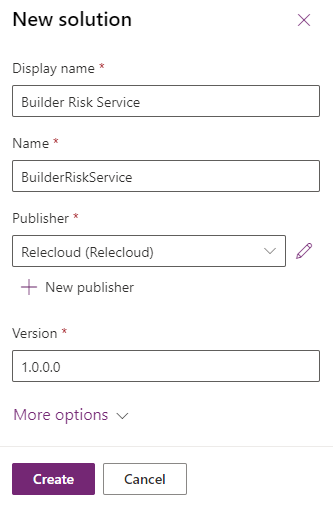 New solution
Display name *
Builder Risk Service
Name *
BuilderRiskService
Publisher *
Relecloud (Relecloud)
New publisher
Version *
1.0.0.0
More options
Create Cancel